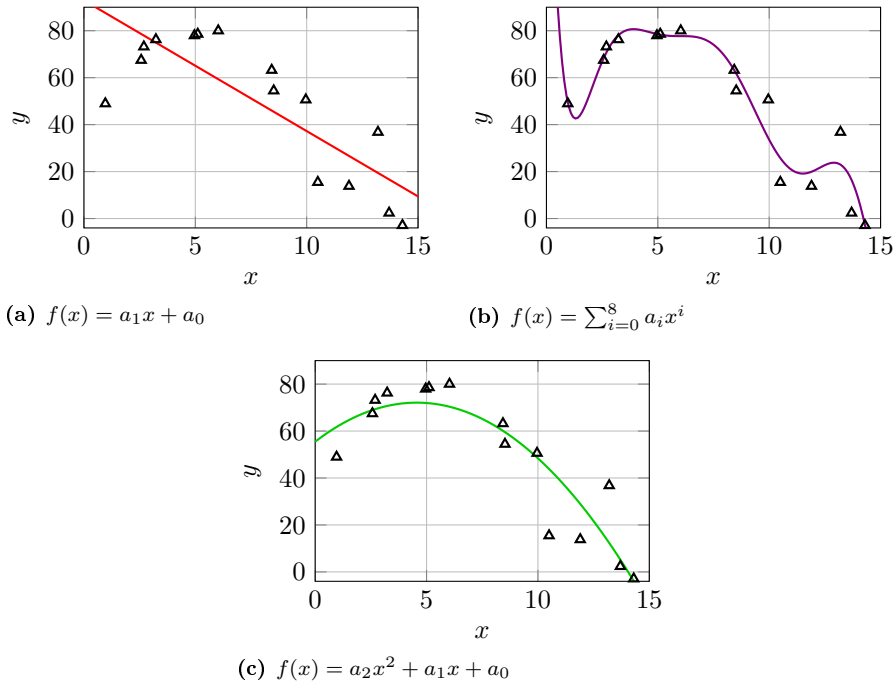 80
60
40
20
0
y
0 5 10 15
x
(a) f(x) = a₁x + a₀
80
60
40
20
0
y
0 5 10 15
x
(b) f(x) = ∑⁸ᵢ₌₀ aᵢxⁱ
80
60
40
20
0
y
0 5 10 15
x
(c) f(x) = a₂x² + a₁x + a₀